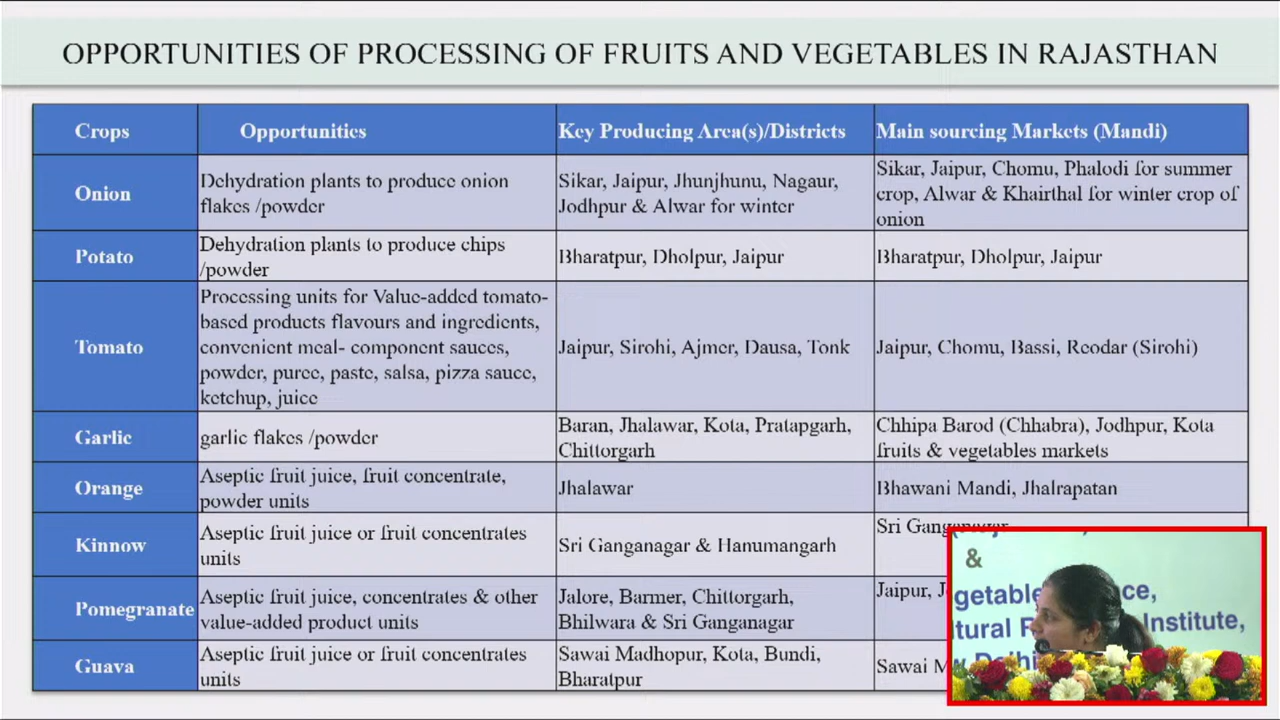 OPPORTUNITIES OF PROCESSING OF FRUITS AND VEGETABLES IN RAJASTHAN
Crops
Opportunities
Key Producing Area(s)/Districts
Main sourcing Markets (Mandi)
Onion
Dehydration plants to produce onion
flakes /powder
Sikar, Jaipur, Jhunjhunu, Nagaur,
Jodhpur & Alwar for winter
Sikar, Jaipur, Chomu, Phalodi for summer
crop, Alwar & Khairthal for winter crop of
onion
Potato
Dehydration plants to produce chips
/powder
Bharatpur, Dholpur, Jaipur
Bharatpur, Dholpur, Jaipur
Tomato
Processing units for Value-added tomato-
based products flavours and ingredients,
convenient meal- component sauces,
powder, puree, paste, salsa, pizza sauce,
ketchup, juice
Jaipur, Sirohi, Ajmer, Dausa, Tonk
Jaipur, Chomu, Bassi, Reodar (Sirohi)
Garlic
garlic flakes /powder
Baran, Jhalawar, Kota, Pratapgarh,
Chittorgarh
Chhipa Barod (Chhabra), Jodhpur, Kota
fruits & vegetables markets
Orange
Aseptic fruit juice, fruit concentrate,
powder units
Jhalawar
Bhawani Mandi, Jhalrapatan
Kinnow
Aseptic fruit juice or fruit concentrates
units
Sri Ganganagar & Hanumangarh
Sri Ganganagar
Pomegranate
Aseptic fruit juice, concentrates & other
value-added product units
Jalore, Barmer, Chittorgarh,
Bhilwara & Sri Ganganagar
Jaipur,
Guava
Aseptic fruit juice or fruit concentrates
units
Sawai Madhopur, Kota, Bundi,
Bharatpur
Sawai
&
Institute,